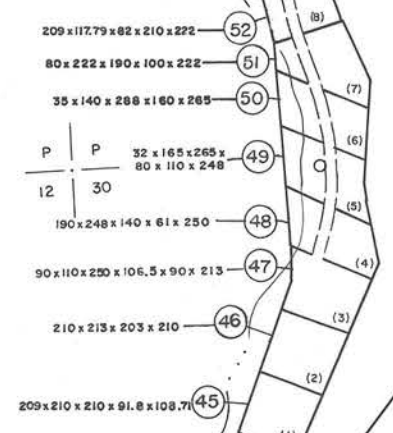 209 x 117.79 x 82 x 210 x 222 52 (8)
80 x 222 x 190 x 100 x 222 51
(7)
35 x 140 x 288 x 160 x 265 50
(6)
P P
12 30
32 x 165 x 265 x
80 x 110 x 248 49
(5)
190 x 248 x 140 x 61 x 250 48
(4)
90 x 110 x 250 x 106.5 x 90 x 213 47
(3)
210 x 213 x 203 x 210 46
(2)
209 x 210 x 210 x 91.8 x 108.71 45